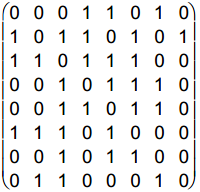 0 0 0 1 1 0 1 0
1 0 1 1 0 1 0 1
1 1 0 1 1 1 0 0
0 0 1 0 1 1 1 0
0 0 1 1 0 1 1 0
1 1 1 0 1 0 0 0
0 0 1 0 1 1 0 0
0 1 1 0 0 0 1 0